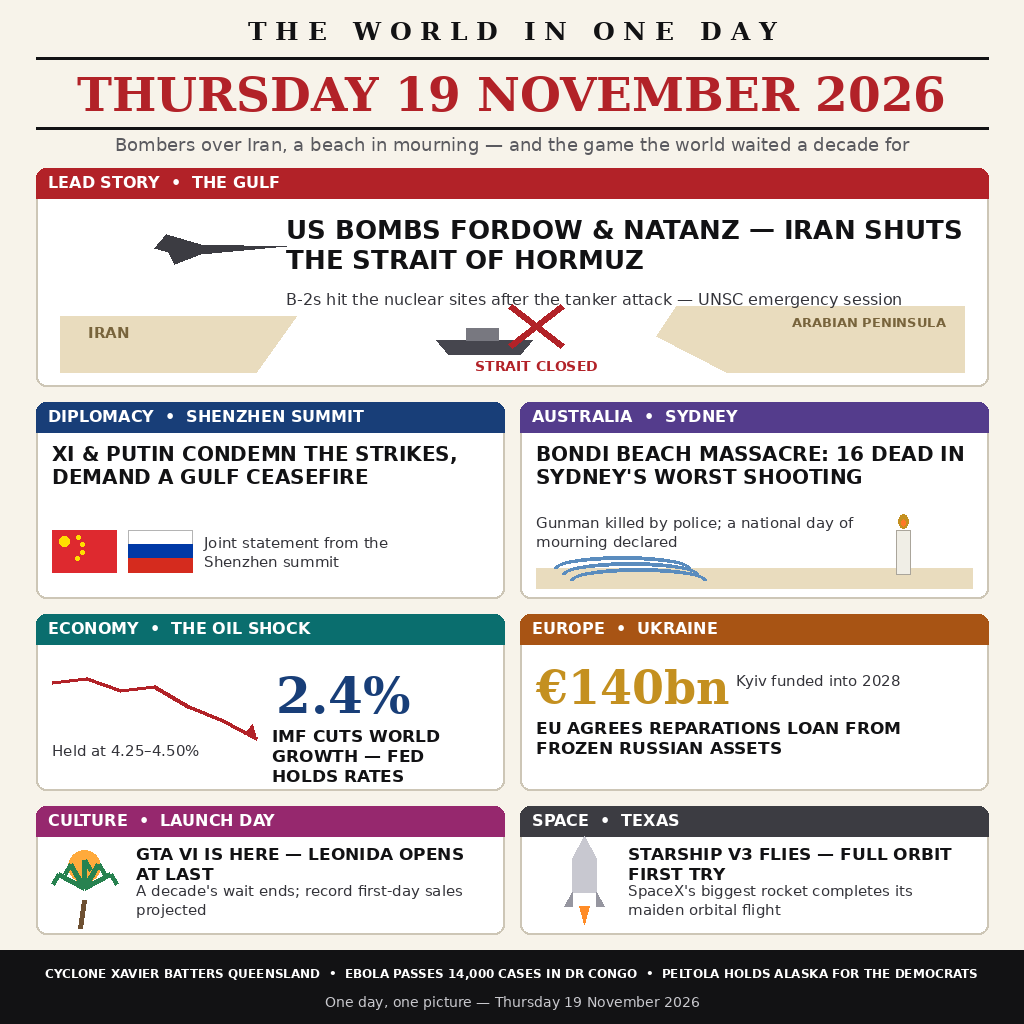 THE WORLD IN ONE DAY
THURSDAY 19 NOVEMBER 2026
Bombers over Iran, a beach in mourning — and the game the world waited a decade for
LEAD STORY • THE GULF
US BOMBS FORDOW & NATANZ — IRAN SHUTS
THE STRAIT OF HORMUZ
B-2s hit the nuclear sites after the tanker attack — UNSC emergency session
IRAN
ARABIAN PENINSULA
STRAIT CLOSED
DIPLOMACY • SHENZHEN SUMMIT
XI & PUTIN CONDEMN THE STRIKES,
DEMAND A GULF CEASEFIRE
Joint statement from the
Shenzhen summit
AUSTRALIA • SYDNEY
BONDI BEACH MASSACRE: 16 DEAD IN
SYDNEY'S WORST SHOOTING
Gunman killed by police; a national day of
mourning declared
ECONOMY • THE OIL SHOCK
2.4%
IMF CUTS WORLD
GROWTH — FED
HOLDS RATES
Held at 4.25–4.50%
EUROPE • UKRAINE
€140bn
Kyiv funded into 2028
EU AGREES REPARATIONS LOAN FROM
FROZEN RUSSIAN ASSETS
CULTURE • LAUNCH DAY
GTA VI IS HERE — LEONIDA OPENS
AT LAST
A decade's wait ends; record first-day sales
projected
SPACE • TEXAS
STARSHIP V3 FLIES — FULL ORBIT
FIRST TRY
SpaceX's biggest rocket completes its
maiden orbital flight
CYCLONE XAVIER BATTERS QUEENSLAND • EBOLA PASSES 14,000 CASES IN DR CONGO • PELTOLA HOLDS ALASKA FOR THE DEMOCRATS
One day, one picture — Thursday 19 November 2026